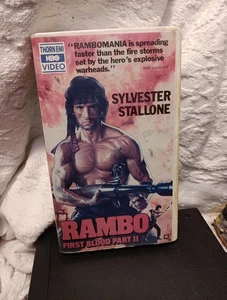 THORN EMI
HBO
VIDEO
"RAMBOMANIA is spreading
faster than the fire storms
set by the hero's explosive
warheads."
SYLVESTER
STALLONE
RAMBO
FIRST BLOOD PART II